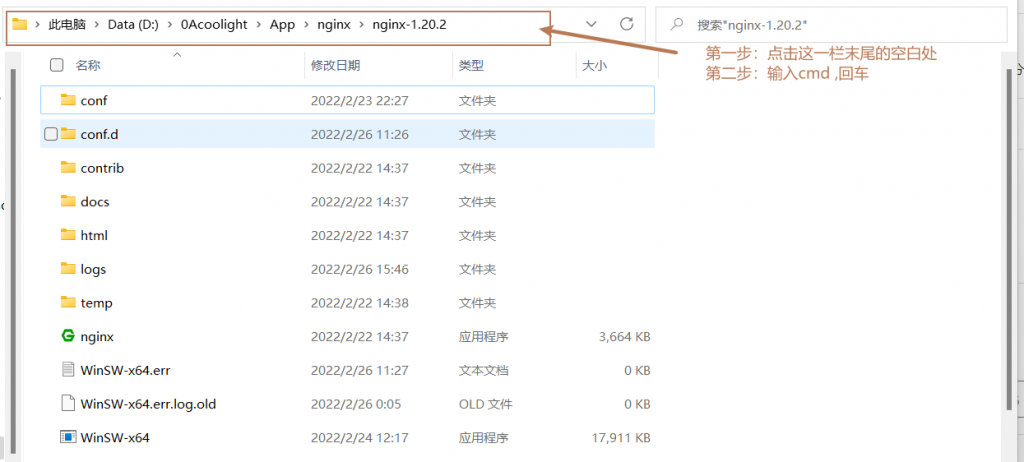 此电脑 > Data (D:) > 0Acoolight > App > nginx > nginx-1.20.2
搜索"nginx-1.20.2"
第一步：点击这一栏末尾的空白处
第二步：输入cmd ,回车
名称 修改日期 类型 大小
conf 2022/2/23 22:27 文件夹
conf.d 2022/2/26 11:26 文件夹
contrib 2022/2/22 14:37 文件夹
docs 2022/2/22 14:37 文件夹
html 2022/2/22 14:37 文件夹
logs 2022/2/26 15:46 文件夹
temp 2022/2/22 14:38 文件夹
nginx 2022/2/22 14:37 应用程序 3,664 KB
WinSW-x64.err 2022/2/26 11:27 文本文档 0 KB
WinSW-x64.err.log.old 2022/2/26 0:05 OLD 文件 0 KB
WinSW-x64 2022/2/24 12:17 应用程序 17,911 KB